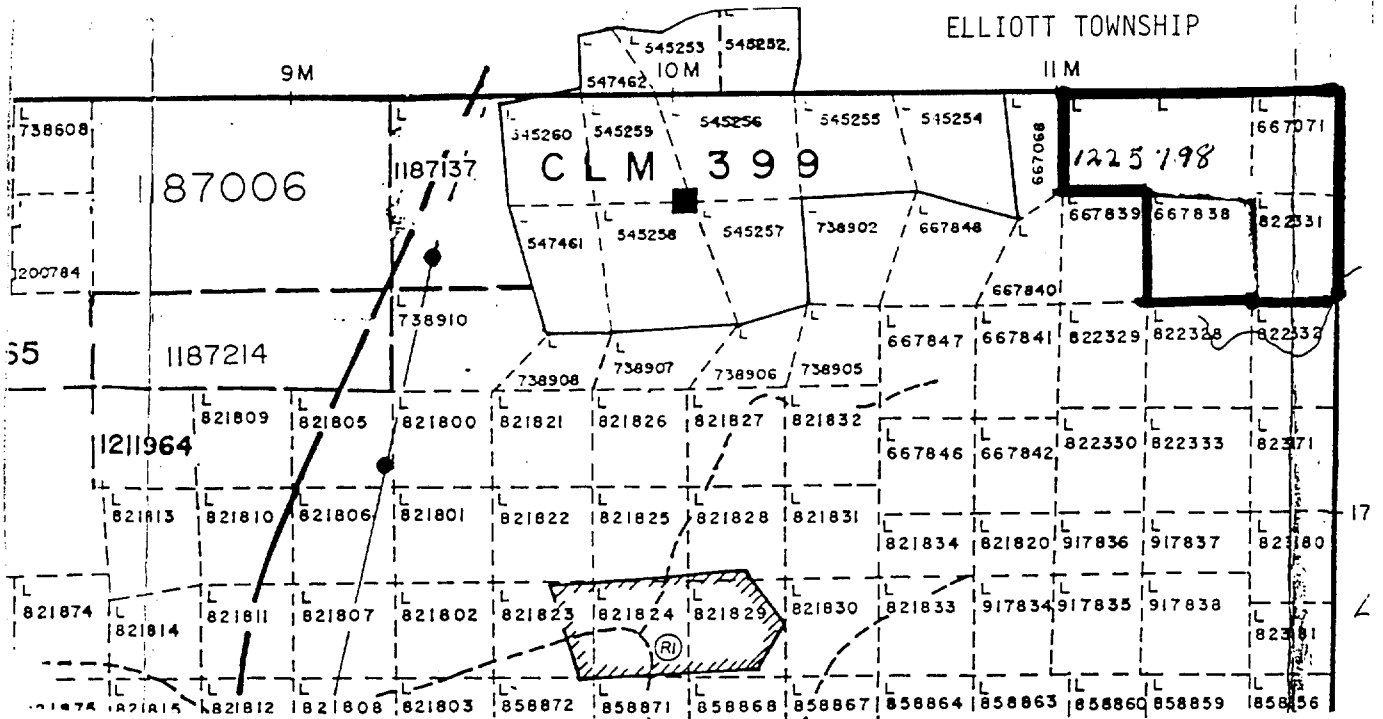 ELLIOTT TOWNSHIP
L L 545253 L 545252
9M 547462 10M 11M
L 738608 L 1187137 L 545260 L 545259 L 545256 L 545255 L 545254 L 667068 L L L 667071
1187006 CLM 399 1225798
L 547461 L 545258 L 545257 L 738902 L 667848 L L 667839 L 667838 L 822331
200784 667840
L 738910 L L L L L 667847 L 667841 L 822329 L 822328 L 822332
65 1187214 738908 738907 738906 738905
L 821809 L 821805 L 821800 L 821821 L 821826 L 821827 L 821832
1211964 L 667846 L 667842 L 822330 L 822333
L 821813 L 821810 L 821806 L 821801 L 821822 L 821825 L 821828 L 821831 17
L 821834 L 821820 L 917836 L 917837
L 821874 L 821814 L 821811 L 821807 L 821802 L 821823 L 821824 L 821829 L 821830 L 821833 L 917834 L 917835 L 917838
RI
L 821815 L 821812 L 821808 L 821803 L 858872 L 858871 L 858868 L 858867 L 858864 L 858863 L 858860 L 858859 L